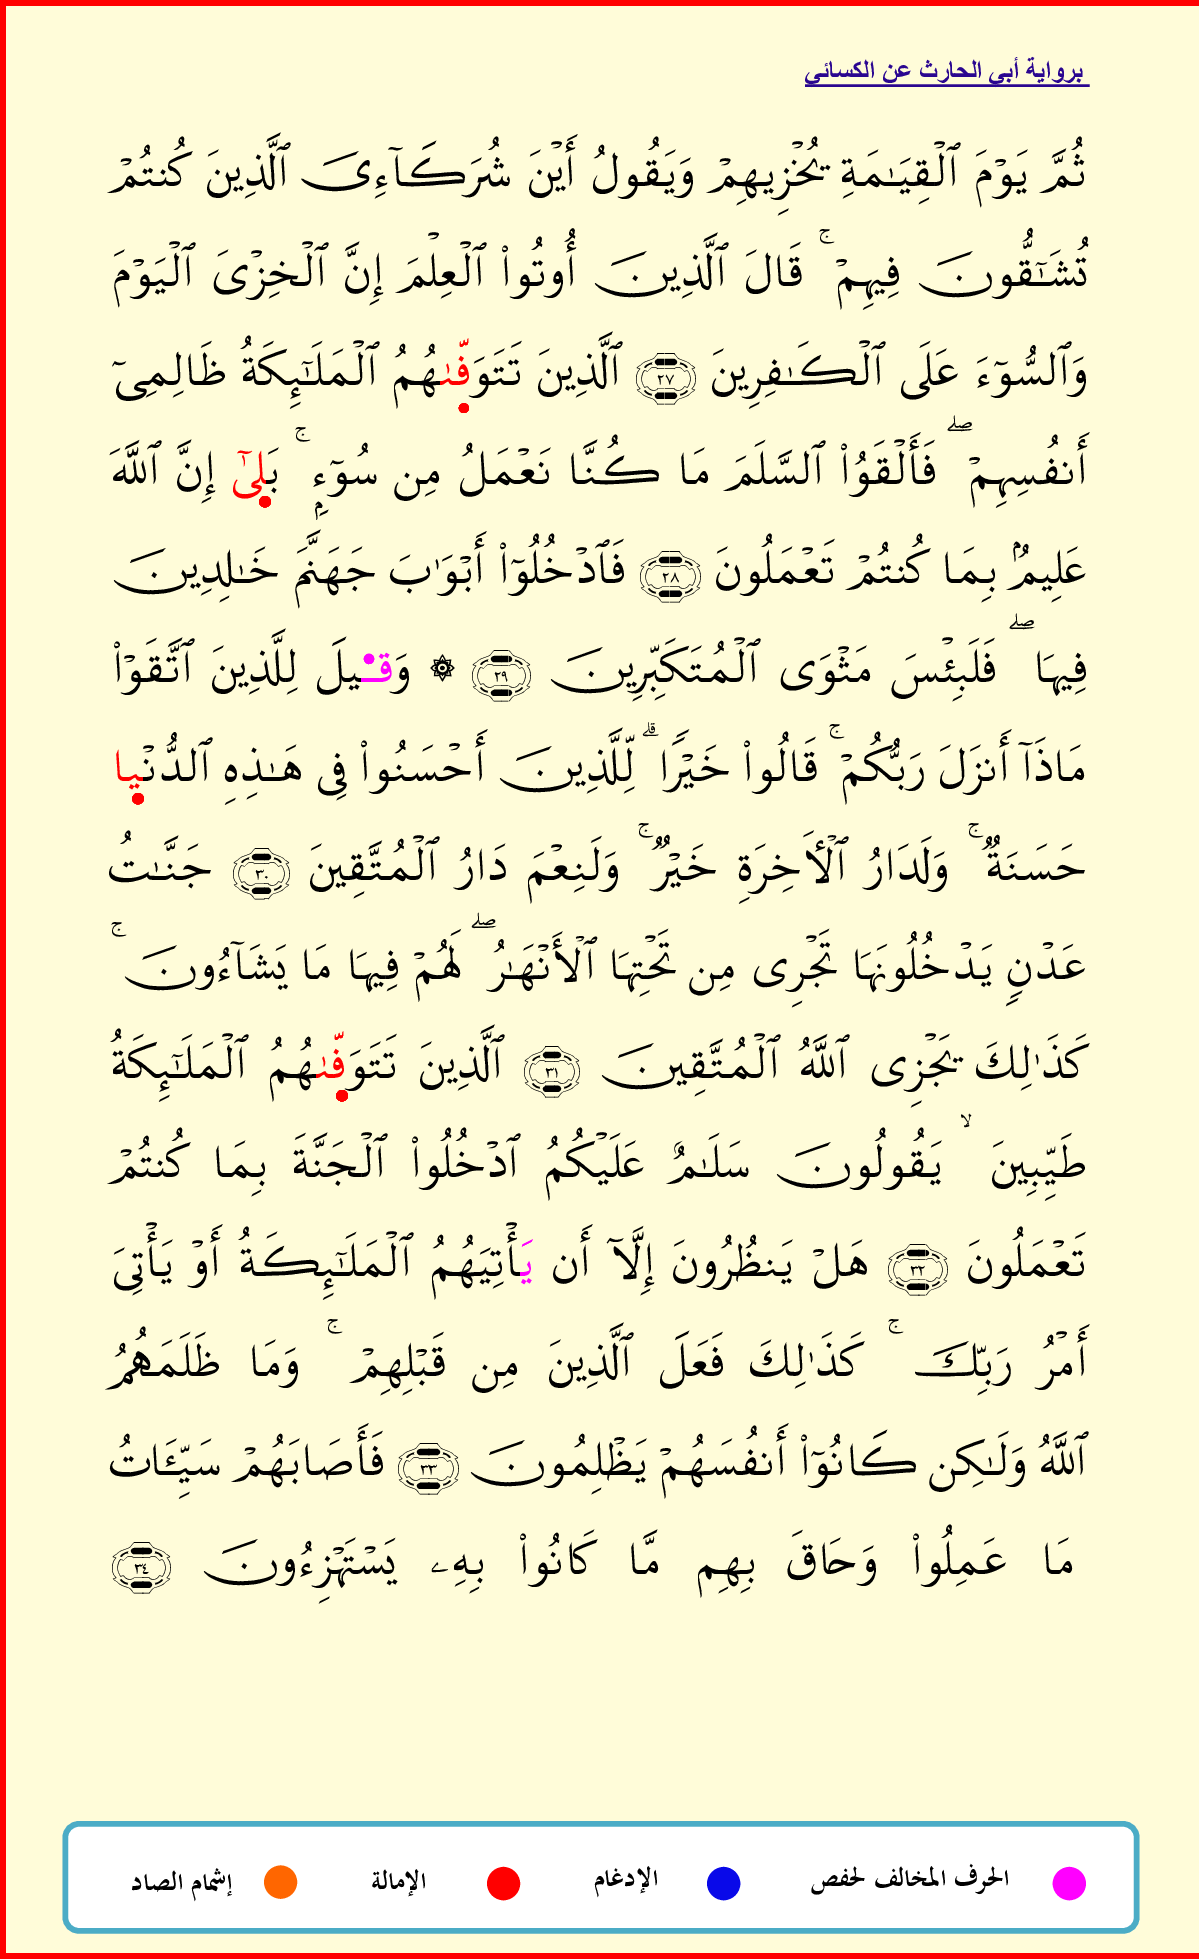 برواية أبي الحارث عن الكسائي
ثُمَّ يَوْمَ ٱلْقِيَٰمَةِ يُخْزِيهِمْ وَيَقُولُ أَيْنَ شُرَكَآءِىَ ٱلَّذِينَ كُنتُمْ
تُشَٰٓقُّونَ فِيهِمْ ۚ قَالَ ٱلَّذِينَ أُوتُوا۟ ٱلْعِلْمَ إِنَّ ٱلْخِزْىَ ٱلْيَوْمَ
وَٱلسُّوٓءَ عَلَى ٱلْكَٰفِرِينَ ٢٧ ٱلَّذِينَ تَتَوَفَّىٰهُمُ ٱلْمَلَٰٓئِكَةُ ظَالِمِىٓ
أَنفُسِهِمْ ۖ فَأَلْقَوُا۟ ٱلسَّلَمَ مَا كُنَّا نَعْمَلُ مِن سُوٓءٍۭ ۚ بَلِىٰٓ إِنَّ ٱللَّهَ
عَلِيمٌۢ بِمَا كُنتُمْ تَعْمَلُونَ ٢٨ فَٱدْخُلُوٓا۟ أَبْوَٰبَ جَهَنَّمَ خَٰلِدِينَ
فِيهَا ۖ فَلَبِئْسَ مَثْوَى ٱلْمُتَكَبِّرِينَ ٢٩ ۞ وَقِيلَ لِلَّذِينَ ٱتَّقَوْا۟
مَاذَآ أَنزَلَ رَبُّكُمْ ۚ قَالُوا۟ خَيْرًا ۗ لِّلَّذِينَ أَحْسَنُوا۟ فِى هَٰذِهِ ٱلدُّنْيا
حَسَنَةٌ ۚ وَلَدَارُ ٱلْأَخِرَةِ خَيْرٌ ۚ وَلَنِعْمَ دَارُ ٱلْمُتَّقِينَ ٣٠ جَنَّٰتُ
عَدْنٍ يَدْخُلُونَهَا تَجْرِى مِن تَحْتِهَا ٱلْأَنْهَٰرُ ۖ لَهُمْ فِيهَا مَا يَشَآءُونَ ۚ
كَذَٰلِكَ يَجْزِى ٱللَّهُ ٱلْمُتَّقِينَ ٣١ ٱلَّذِينَ تَتَوَفَّىٰهُمُ ٱلْمَلَٰٓئِكَةُ
طَيِّبِينَ ۙ يَقُولُونَ سَلَٰمٌ عَلَيْكُمُ ٱدْخُلُوا۟ ٱلْجَنَّةَ بِمَا كُنتُمْ
تَعْمَلُونَ ٣٢ هَلْ يَنظُرُونَ إِلَّآ أَن يَأْتِيَهُمُ ٱلْمَلَٰٓئِكَةُ أَوْ يَأْتِىَ
أَمْرُ رَبِّكَ ۚ كَذَٰلِكَ فَعَلَ ٱلَّذِينَ مِن قَبْلِهِمْ ۚ وَمَا ظَلَمَهُمُ
ٱللَّهُ وَلَٰكِن كَانُوٓا۟ أَنفُسَهُمْ يَظْلِمُونَ ٣٣ فَأَصَابَهُمْ سَيِّـَٔاتُ
مَا عَمِلُوا۟ وَحَاقَ بِهِم مَّا كَانُوا۟ بِهِۦ يَسْتَهْزِءُونَ ٣٤
الحرف المخالف لحفص الإدغام الإمالة إشمام الصاد